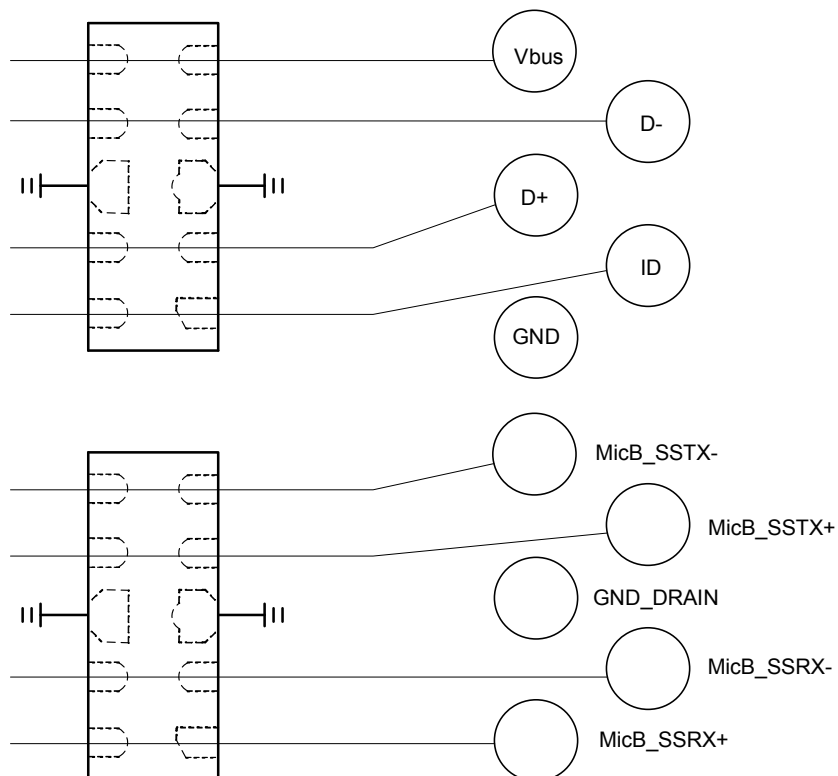 Vbus
D-
D+
ID
GND
MicB_SSTX-
MicB_SSTX+
GND_DRAIN
MicB_SSRX-
MicB_SSRX+